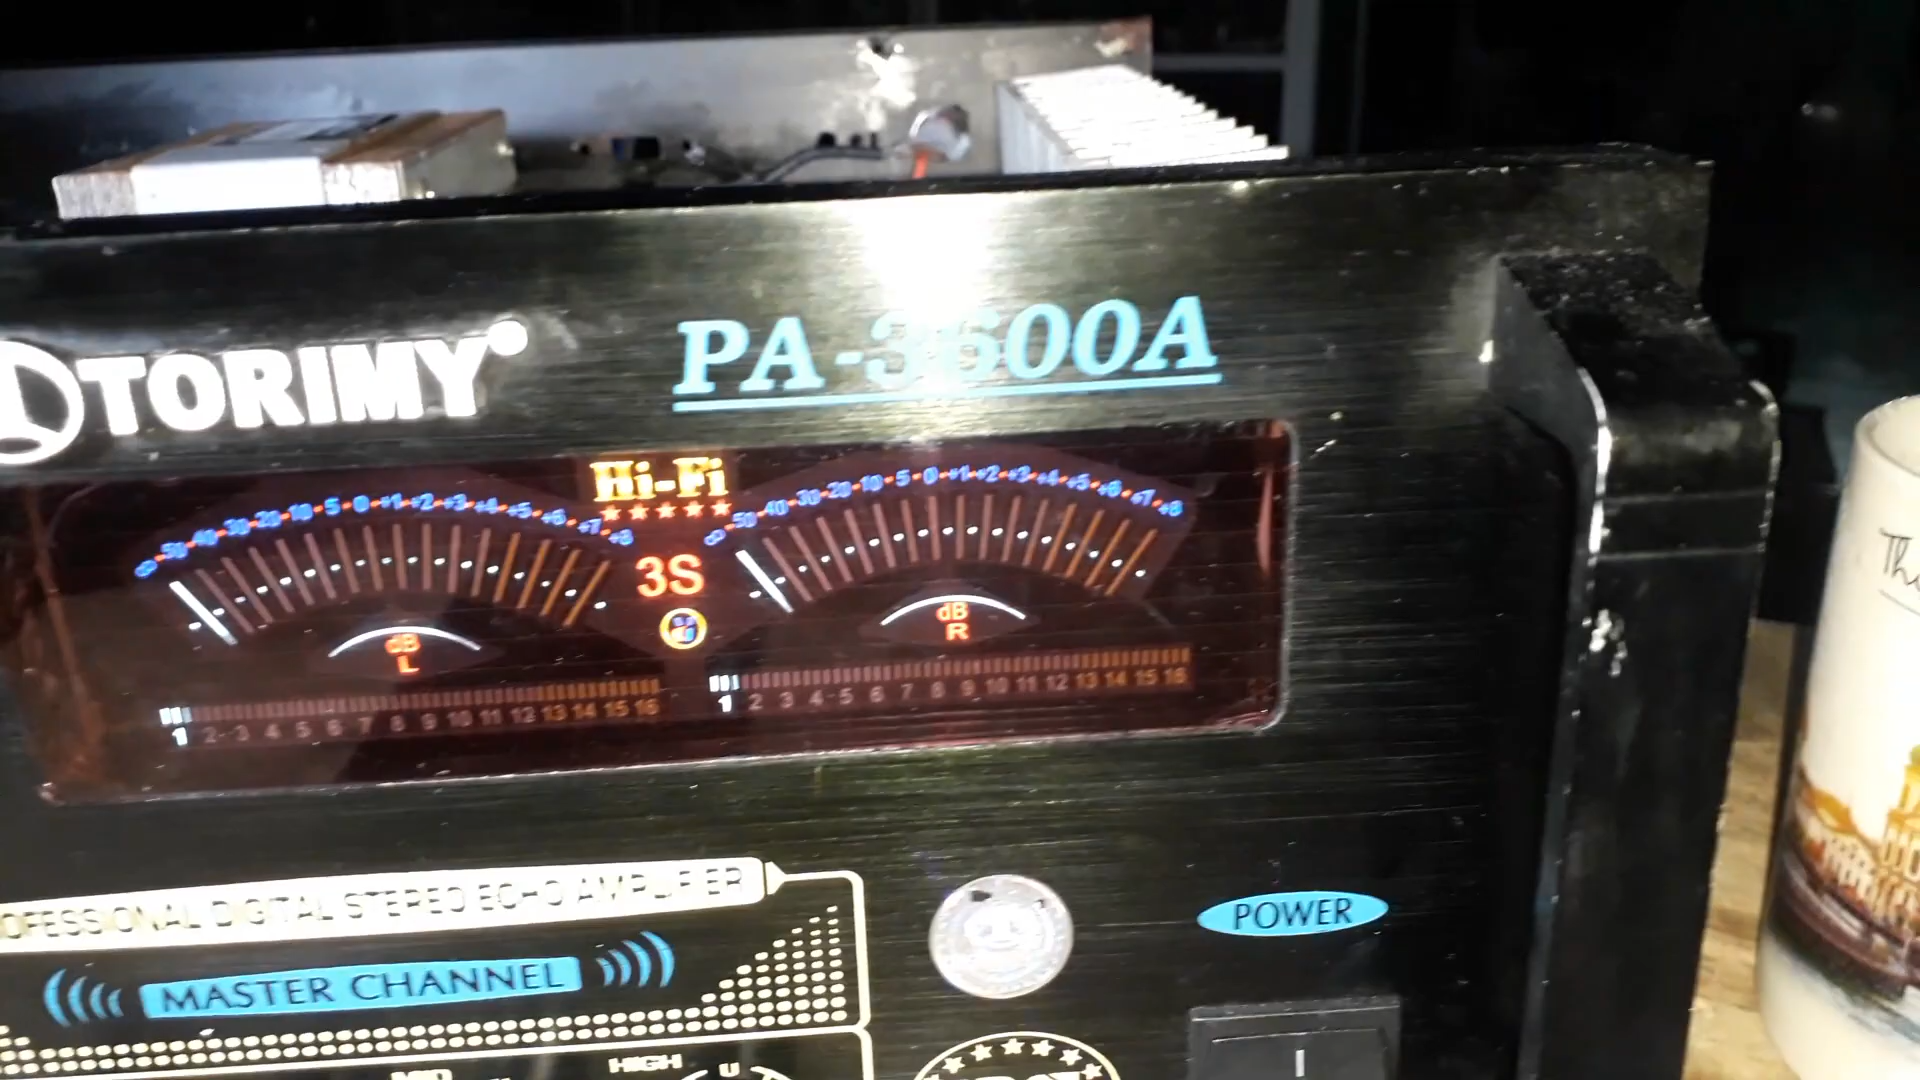 TORIMY
PA-3600A
Hi-Fi
∞ -50 -40 -30 -20 -10 -5 -0 -+1 -+2 -+3 -+4 -+5 -+6 -+7 +8
∞ -50 -40 -30 -20 -10 -5 -0 -+1 -+2 -+3 -+4 -+5 -+6 -+7 +8
3S
dB
L
dB
R
1 2 3 4 5 6 7 8 9 10 11 12 13 14 15 16
1 2 3 4 5 6 7 8 9 10 11 12 13 14 15 16
OFESSIONAL DIGITAL STEREO ECHO AMPLIFIER
MASTER CHANNEL
POWER
MID
HIGH
U
I